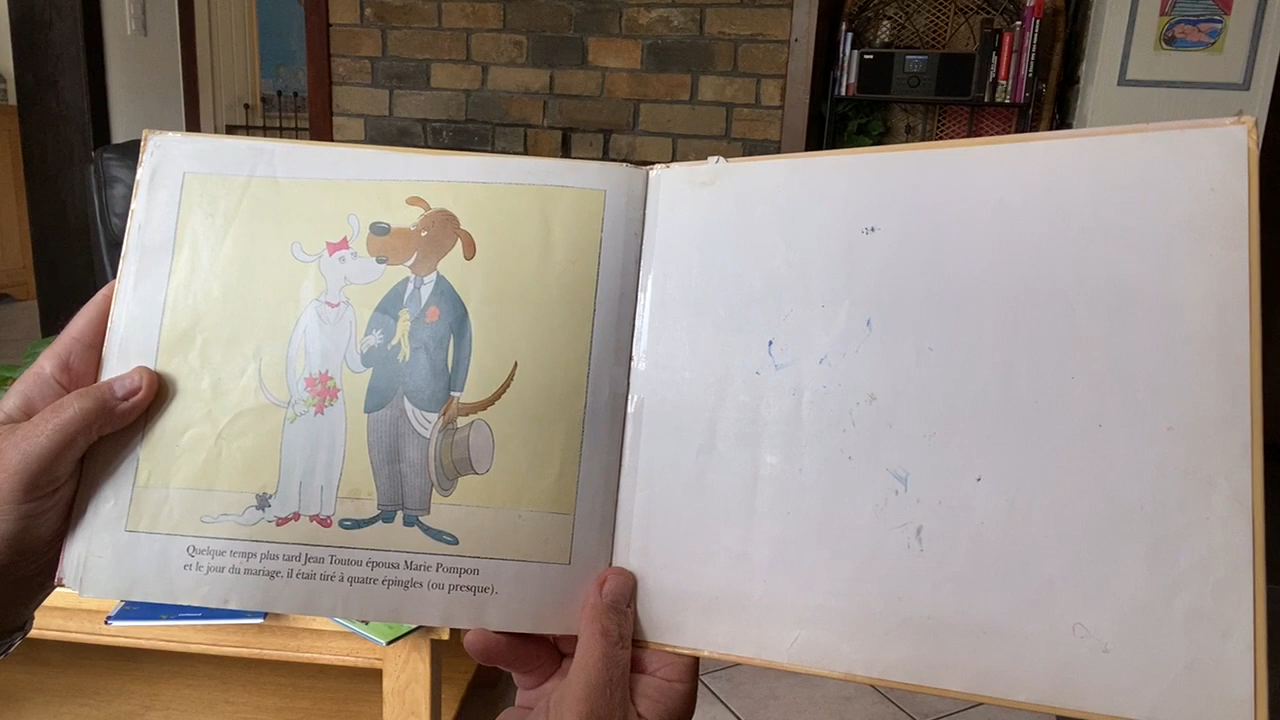 Quelque temps plus tard Jean Toutou épousa Marie Pompon
et le jour du mariage, il était tiré à quatre épingles (ou presque).